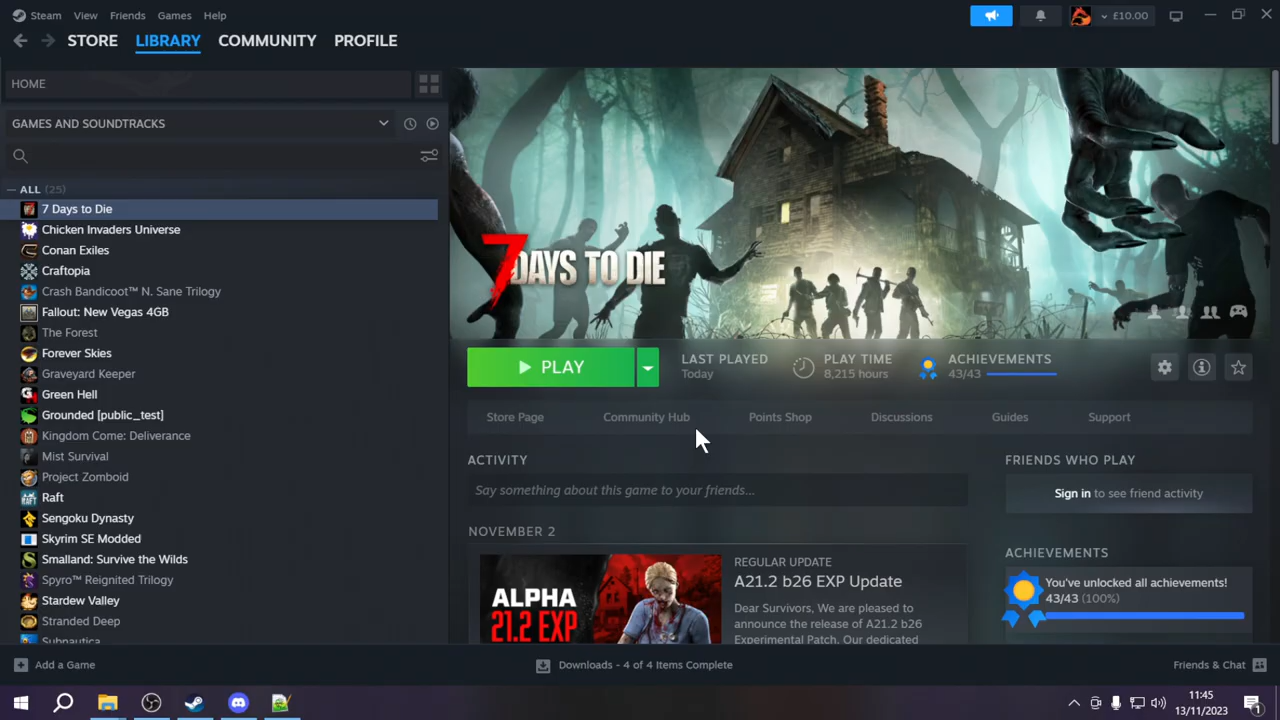 Steam View Friends Games Help
£10.00
STORE LIBRARY COMMUNITY PROFILE
HOME
GAMES AND SOUNDTRACKS
— ALL (25)
7 Days to Die
Chicken Invaders Universe
Conan Exiles
Craftopia
Crash Bandicoot™ N. Sane Trilogy
Fallout: New Vegas 4GB
The Forest
Forever Skies
Graveyard Keeper
Green Hell
Grounded [public_test]
Kingdom Come: Deliverance
Mist Survival
Project Zomboid
Raft
Sengoku Dynasty
Skyrim SE Modded
Smalland: Survive the Wilds
Spyro™ Reignited Trilogy
Stardew Valley
Stranded Deep
Subnautica
7 DAYS TO DIE
PLAY
LAST PLAYED
Today
PLAY TIME
8,215 hours
ACHIEVEMENTS
43/43
Store Page Community Hub Points Shop Discussions Guides Support
ACTIVITY
Say something about this game to your friends...
NOVEMBER 2
ALPHA
21.2 EXP
REGULAR UPDATE
A21.2 b26 EXP Update
Dear Survivors, We are pleased to
announce the release of A21.2 b26
Experimental Patch. Our dedicated
FRIENDS WHO PLAY
Sign in to see friend activity
ACHIEVEMENTS
You've unlocked all achievements!
43/43 (100%)
Add a Game
Downloads - 4 of 4 Items Complete
Friends & Chat
11:45
13/11/2023
1